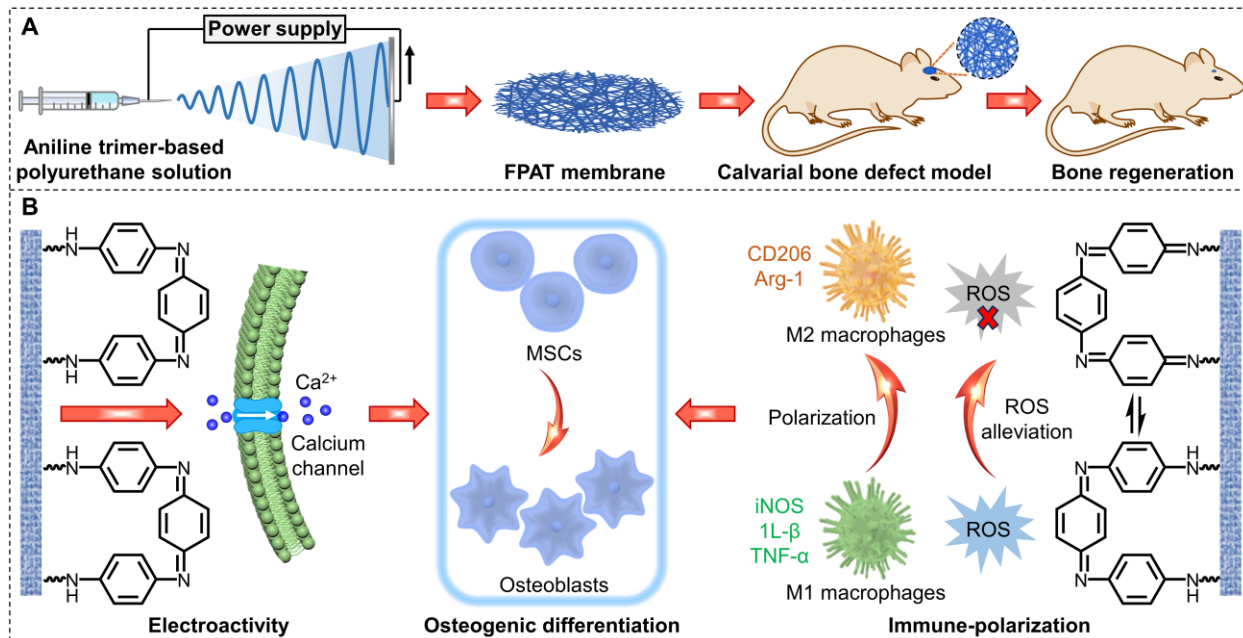 A
Power supply
Aniline trimer-based
polyurethane solution
FPAT membrane
Calvarial bone defect model
Bone regeneration
B
H
N
N
N
N
H
Ca²⁺
Calcium
channel
H
N
N
N
N
H
Electroactivity
MSCs
Osteoblasts
Osteogenic differentiation
CD206
Arg-1
M2 macrophages
ROS
Polarization
ROS
alleviation
iNOS
1L-β
TNF-α
M1 macrophages
ROS
N
N
N
N
H
N
N
N
N
H
Immune-polarization